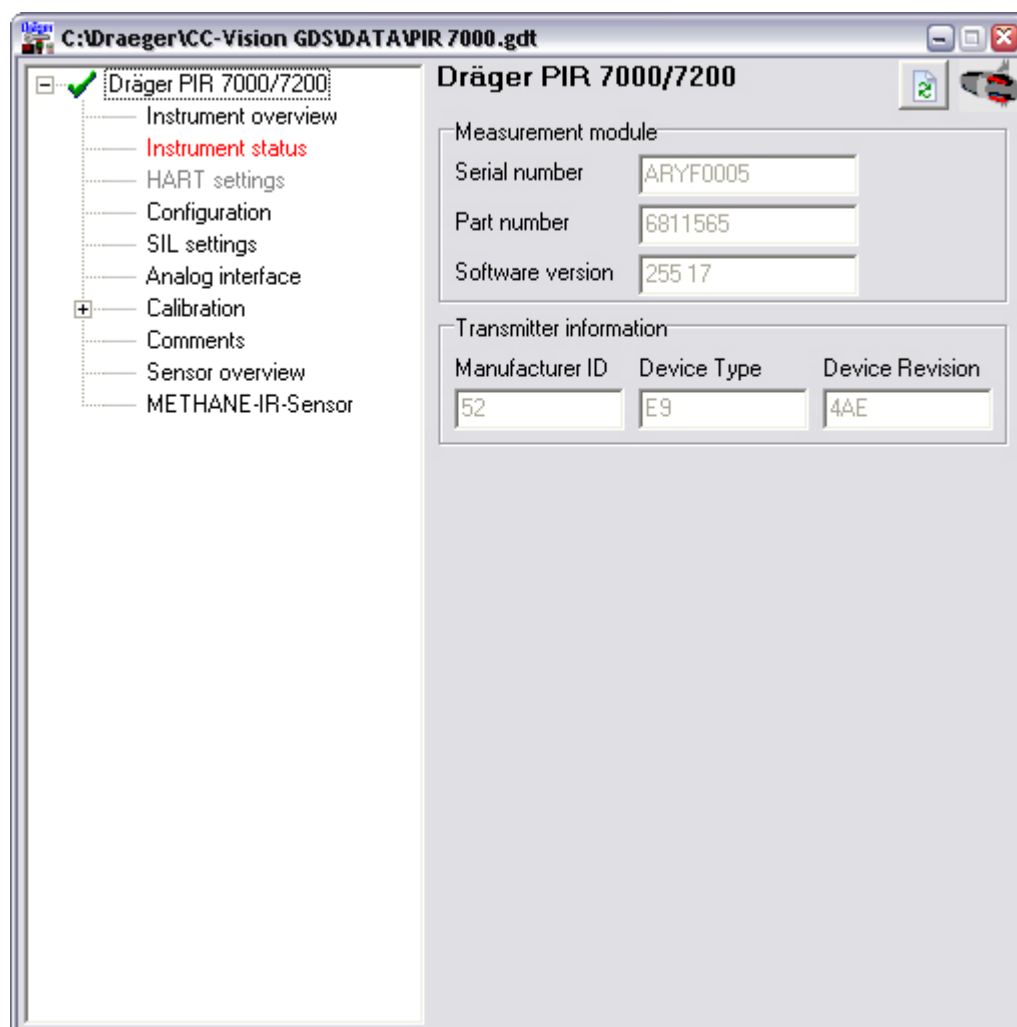 C:\Draeger\CC-Vision GDS\DATA\PIR 7000.gdt
Dräger PIR 7000/7200
Instrument overview
Instrument status
HART settings
Configuration
SIL settings
Analog interface
Calibration
Comments
Sensor overview
METHANE-IR-Sensor
Dräger PIR 7000/7200
Measurement module
Serial number ARYF0005
Part number 6811565
Software version 255 17
Transmitter information
Manufacturer ID Device Type Device Revision
52 E9 4AE